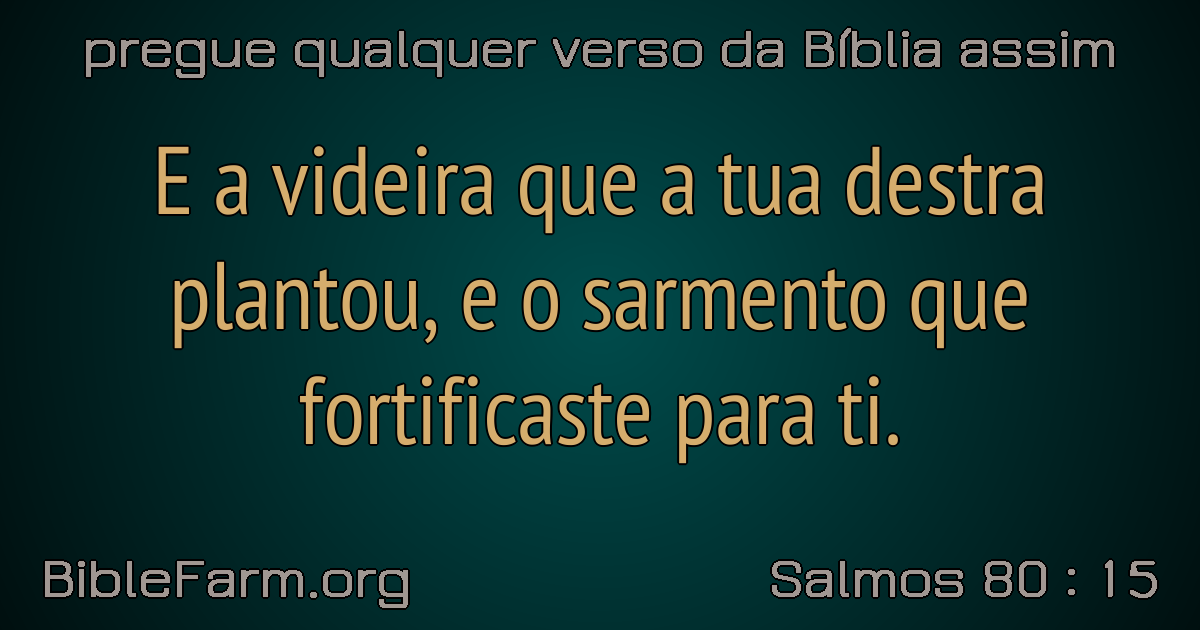 pregue qualquer verso da Bíblia assim
E a videira que a tua destra
plantou, e o sarmento que
fortificaste para ti.
BibleFarm.org
Salmos 80 : 15